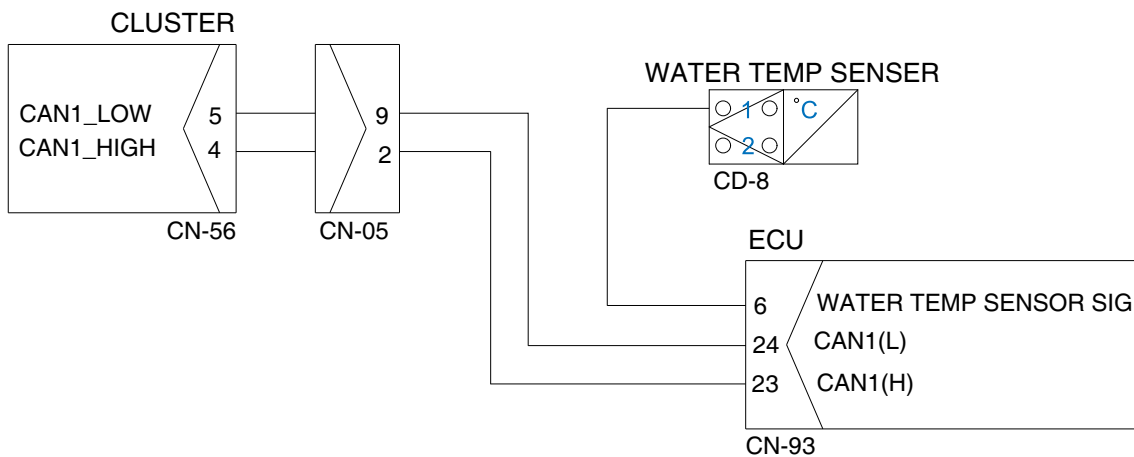 CLUSTER
CAN1_LOW 5 9
CAN1_HIGH 4 2
CN-56 CN-05
WATER TEMP SENSER
1 °C
2
CD-8
ECU
6 WATER TEMP SENSOR SIG
24 CAN1(L)
23 CAN1(H)
CN-93